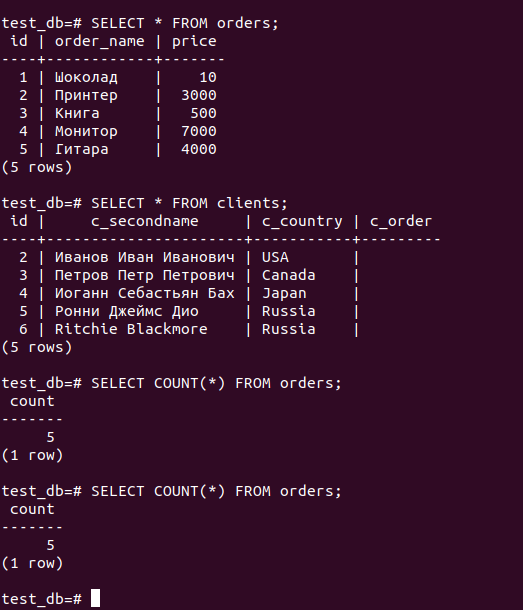 test_db=# SELECT * FROM orders;
 id | order_name | price
----+------------+-------
  1 | Шоколад    |    10
  2 | Принтер    |  3000
  3 | Книга      |   500
  4 | Монитор    |  7000
  5 | Гитара     |  4000
(5 rows)

test_db=# SELECT * FROM clients;
 id |     c_secondname     | c_country | c_order
----+----------------------+-----------+---------
  2 | Иванов Иван Иванович | USA       |
  3 | Петров Петр Петрович | Canada    |
  4 | Иоганн Себастьян Бах | Japan     |
  5 | Ронни Джеймс Дио     | Russia    |
  6 | Ritchie Blackmore    | Russia    |
(5 rows)

test_db=# SELECT COUNT(*) FROM orders;
 count
-------
     5
(1 row)

test_db=# SELECT COUNT(*) FROM orders;
 count
-------
     5
(1 row)

test_db=#